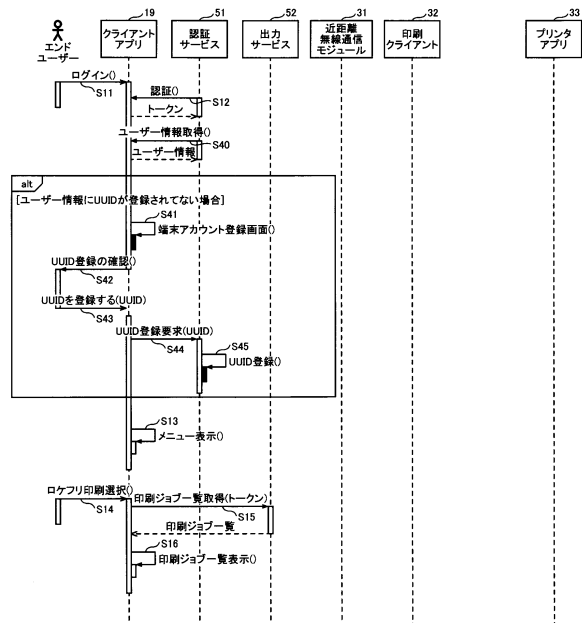 19
51
52
31
32
33
エンド
ユーザー
クライアント
アプリ
認証
サービス
出力
サービス
近距離
無線通信
モジュール
印刷
クライアント
プリンタ
アプリ
ログイン()
S11
認証()
S12
トークン
ユーザー情報取得()
S40
ユーザー情報
alt
[ユーザー情報にUUIDが登録されてない場合]
S41
端末アカウント登録画面()
UUID登録の確認()
S42
UUIDを登録する(UUID)
S43
UUID登録要求(UUID)
S44
S45
UUID登録()
S13
メニュー表示()
ロケフリ印刷選択()
S14
印刷ジョブ一覧取得(トークン)
S15
印刷ジョブ一覧
S16
印刷ジョブ一覧表示()